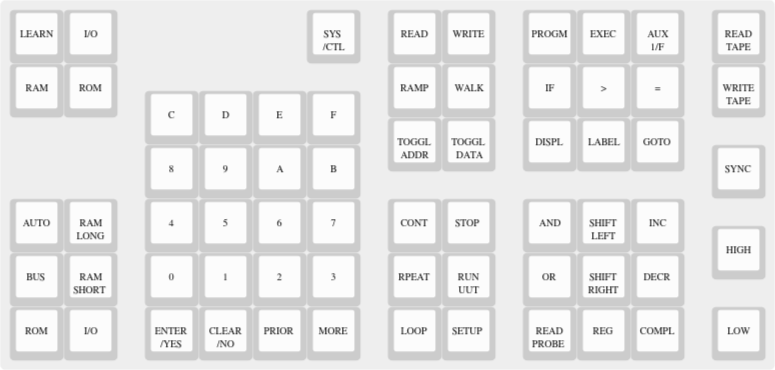 LEARN I/O SYS /CTL READ WRITE PROGM EXEC AUX 1/F READ TAPE
RAM ROM RAMP WALK IF > = WRITE TAPE
C D E F
TOGGL ADDR TOGGL DATA DISPL LABEL GOTO
8 9 A B SYNC
AUTO RAM LONG 4 5 6 7 CONT STOP AND SHIFT LEFT INC
HIGH
BUS RAM SHORT 0 1 2 3 RPEAT RUN UUT OR SHIFT RIGHT DECR
ROM I/O ENTER /YES CLEAR /NO PRIOR MORE LOOP SETUP READ PROBE REG COMPL LOW